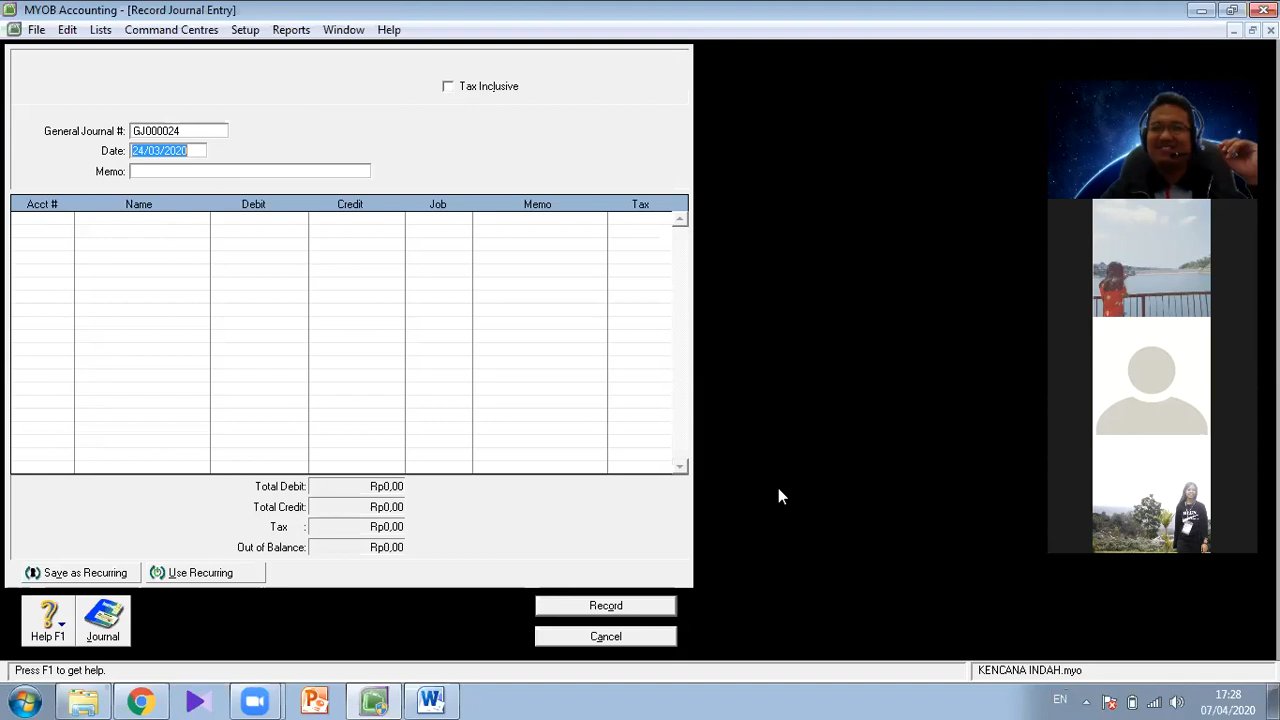 MYOB Accounting - [Record Journal Entry]
File Edit Lists Command Centres Setup Reports Window Help
Tax Inclusive
General Journal #: GJ000024
Date: 24/03/2020
Memo:
Acct # Name Debit Credit Job Memo Tax
Total Debit: Rp0,00
Total Credit: Rp0,00
Tax : Rp0,00
Out of Balance: Rp0,00
Save as Recurring Use Recurring
Record
Help F1 Journal
Cancel
Press F1 to get help. KENCANA INDAH.myo
EN 17:28
07/04/2020